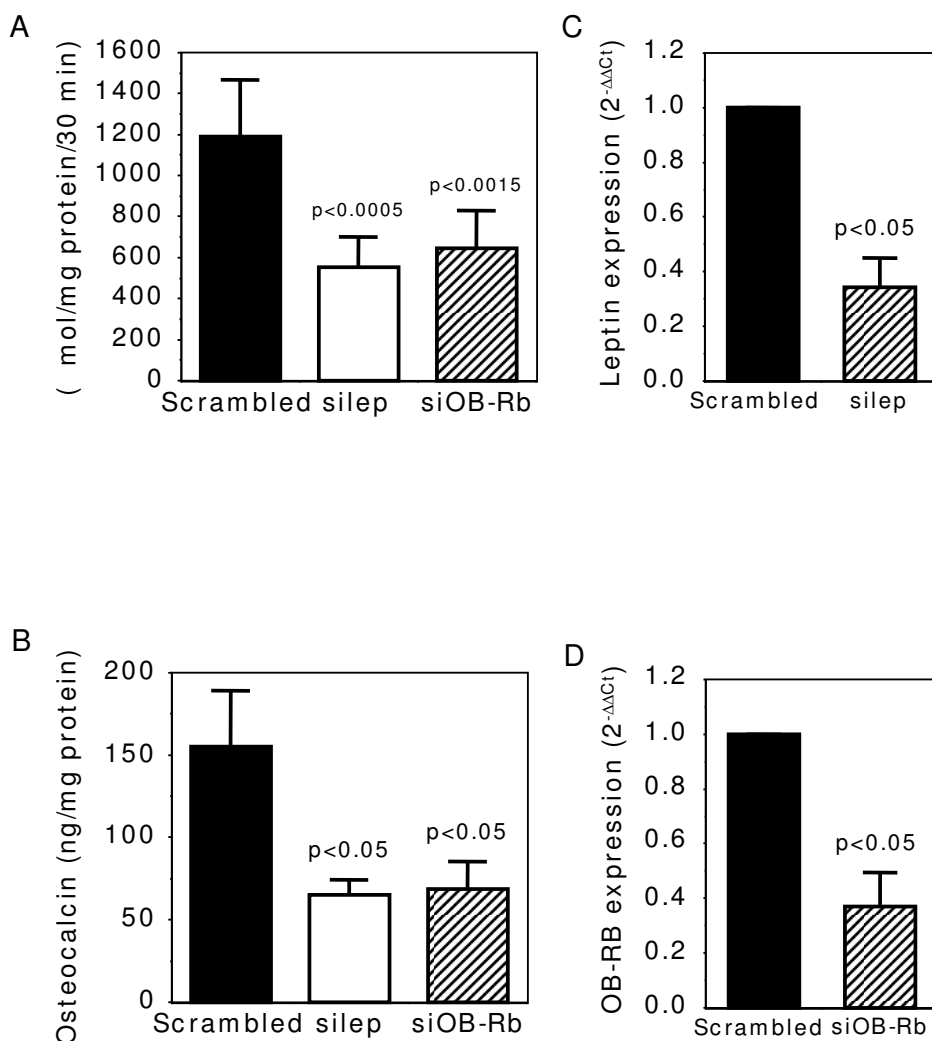 A
( mol/mg protein/30 min)
1600
1400
1200
1000
800
600
400
200
0
p<0.0005
p<0.0015
Scrambled silep siOB-Rb
C
Leptin expression (2-ΔΔCt)
1.2
1.0
0.8
0.6
0.4
0.2
0.0
p<0.05
Scrambled silep
B
Osteocalcin (ng/mg protein)
200
150
100
50
0
p<0.05
p<0.05
Scrambled silep siOB-Rb
D
OB-RB expression (2-ΔΔCt)
1.2
1.0
0.8
0.6
0.4
0.2
0.0
p<0.05
Scrambled siOB-Rb